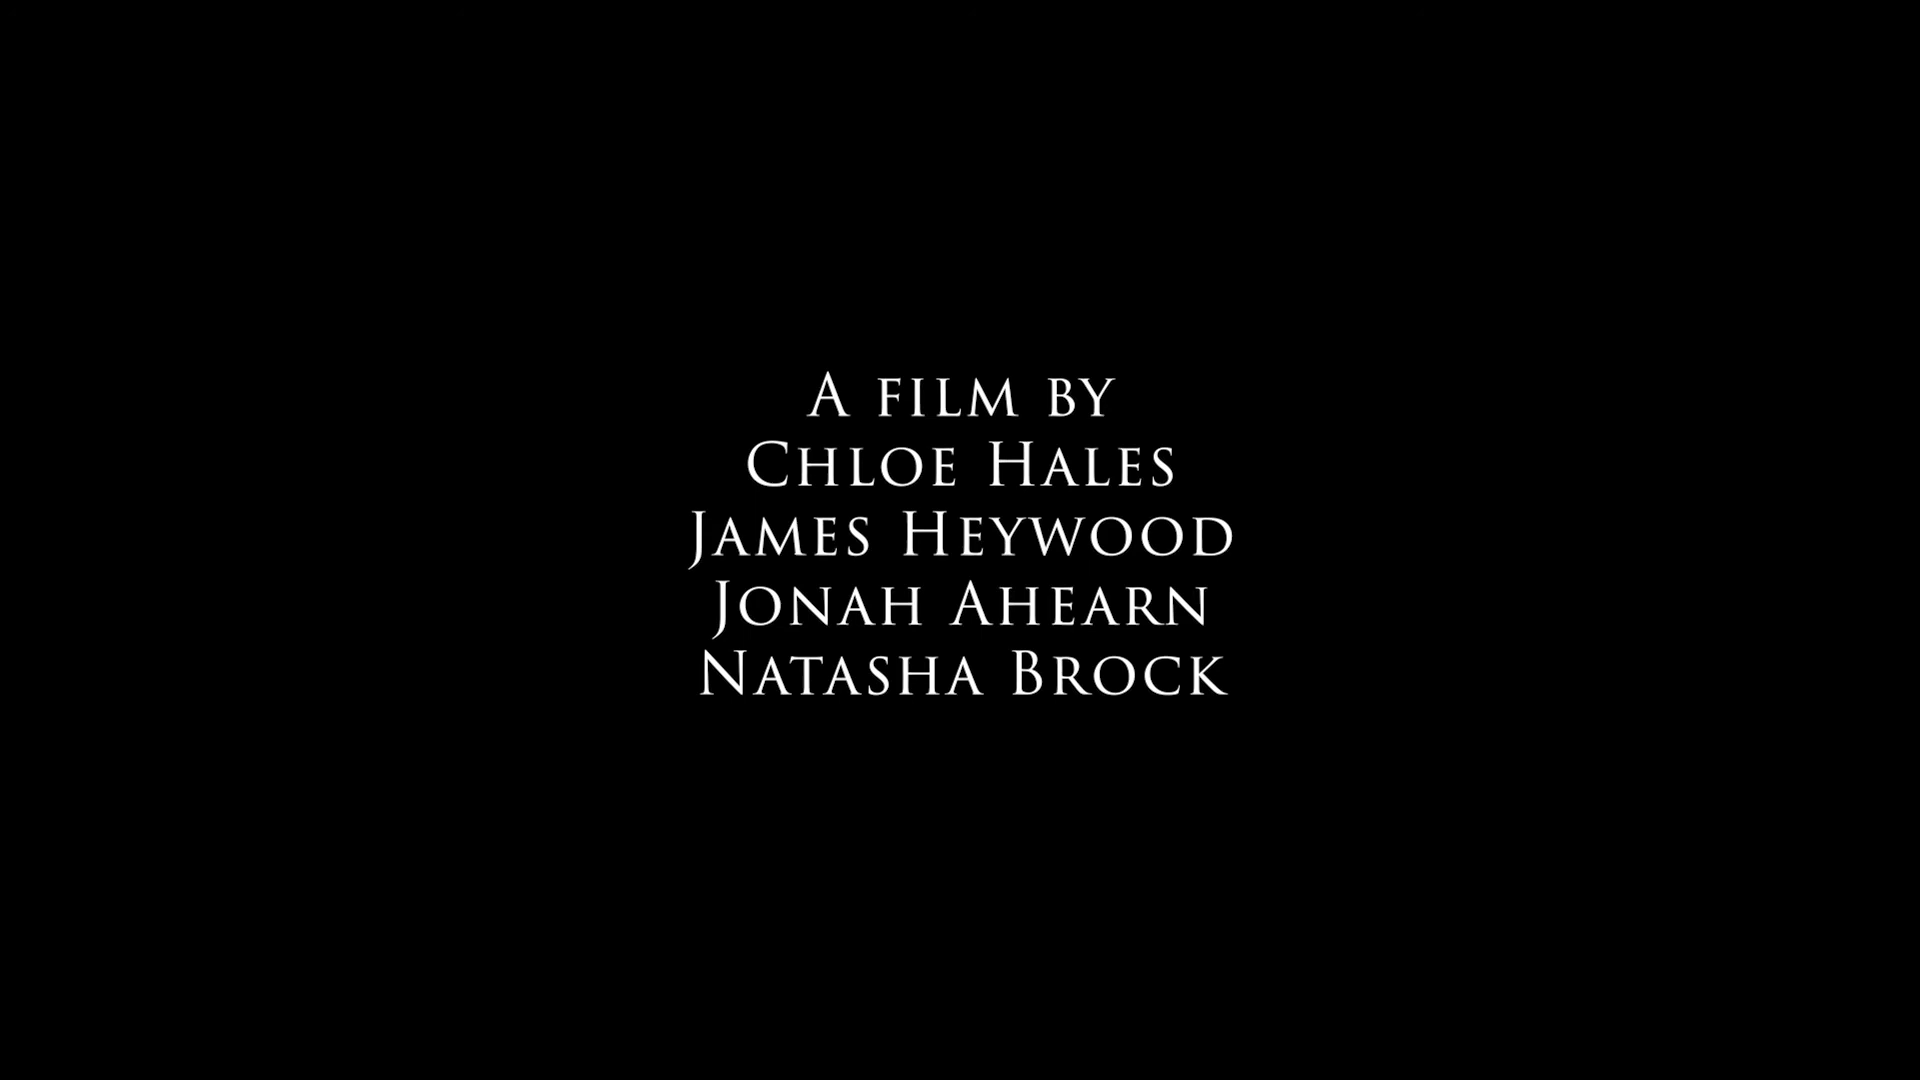 A film by
Chloe Hales
James Heywood
Jonah Ahearn
Natasha Brock